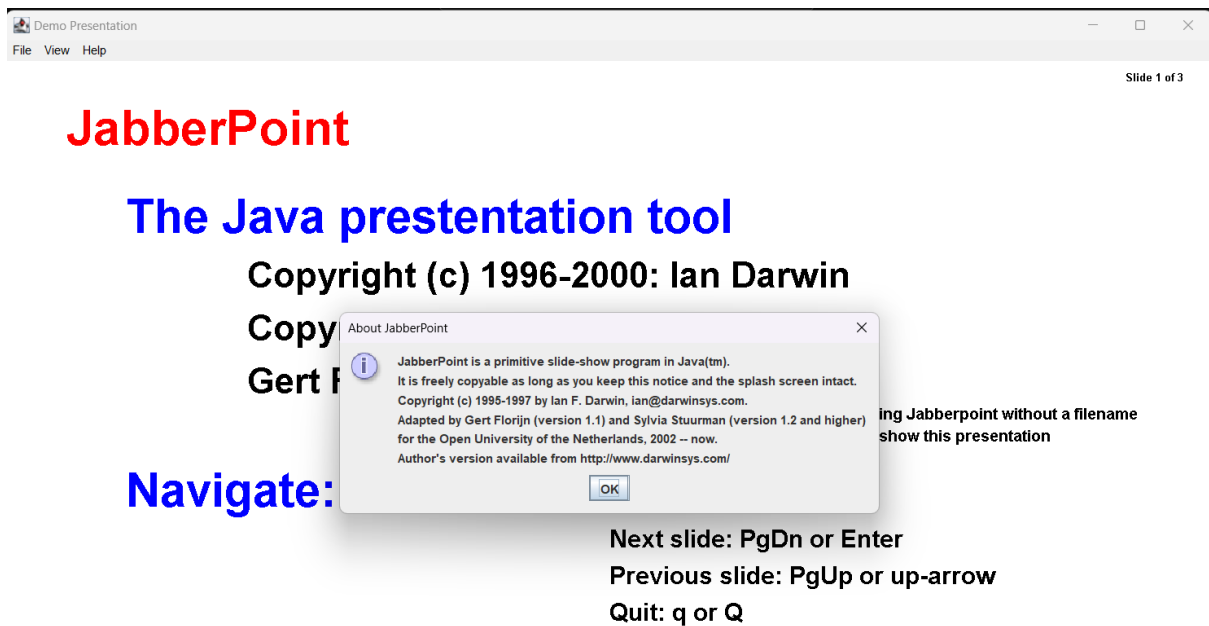 Demo Presentation
File View Help
Slide 1 of 3
JabberPoint
The Java prestentation tool
Copyright (c) 1996-2000: Ian Darwin
Copy
Gert
About JabberPoint
JabberPoint is a primitive slide-show program in Java(tm).
It is freely copyable as long as you keep this notice and the splash screen intact.
Copyright (c) 1995-1997 by Ian F. Darwin, ian@darwinsys.com.
Adapted by Gert Florijn (version 1.1) and Sylvia Stuurman (version 1.2 and higher)
for the Open University of the Netherlands, 2002 -- now.
Author's version available from http://www.darwinsys.com/
OK
ing Jabberpoint without a filename
show this presentation
Navigate:
Next slide: PgDn or Enter
Previous slide: PgUp or up-arrow
Quit: q or Q